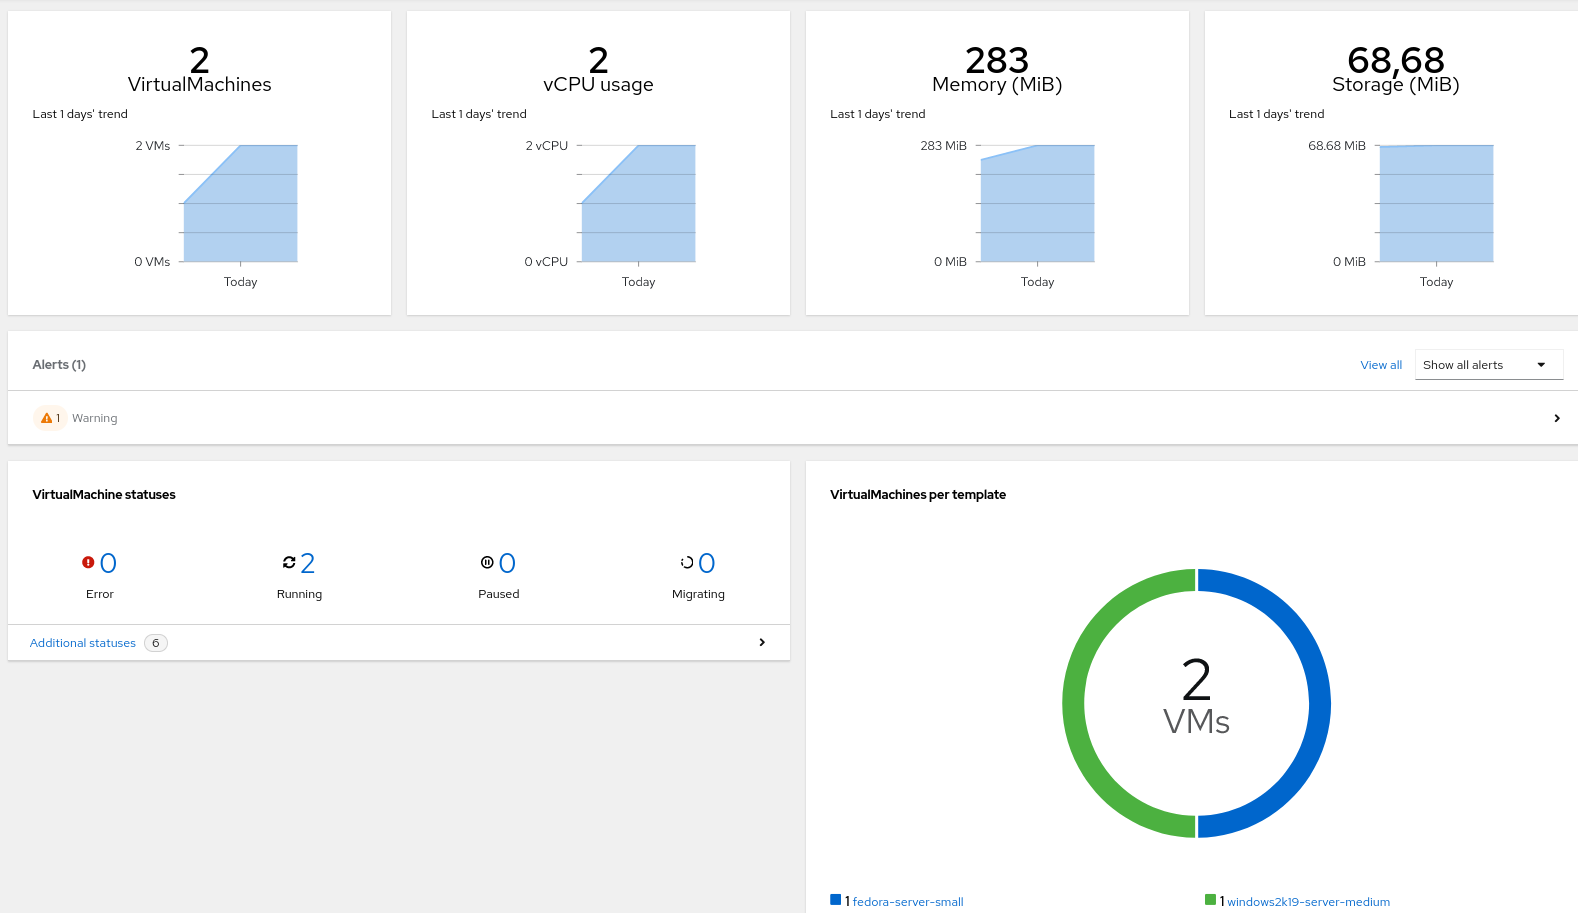 2
VirtualMachines
Last 1 days' trend
2 VMs
0 VMs
Today
2
vCPU usage
Last 1 days' trend
2 vCPU
0 vCPU
Today
283
Memory (MiB)
Last 1 days' trend
283 MiB
0 MiB
Today
68,68
Storage (MiB)
Last 1 days' trend
68.68 MiB
0 MiB
Today
Alerts (1)
View all
Show all alerts
1 Warning
VirtualMachine statuses
0
Error
2
Running
0
Paused
0
Migrating
Additional statuses 6
VirtualMachines per template
2
VMs
1 fedora-server-small
1 windows2k19-server-medium